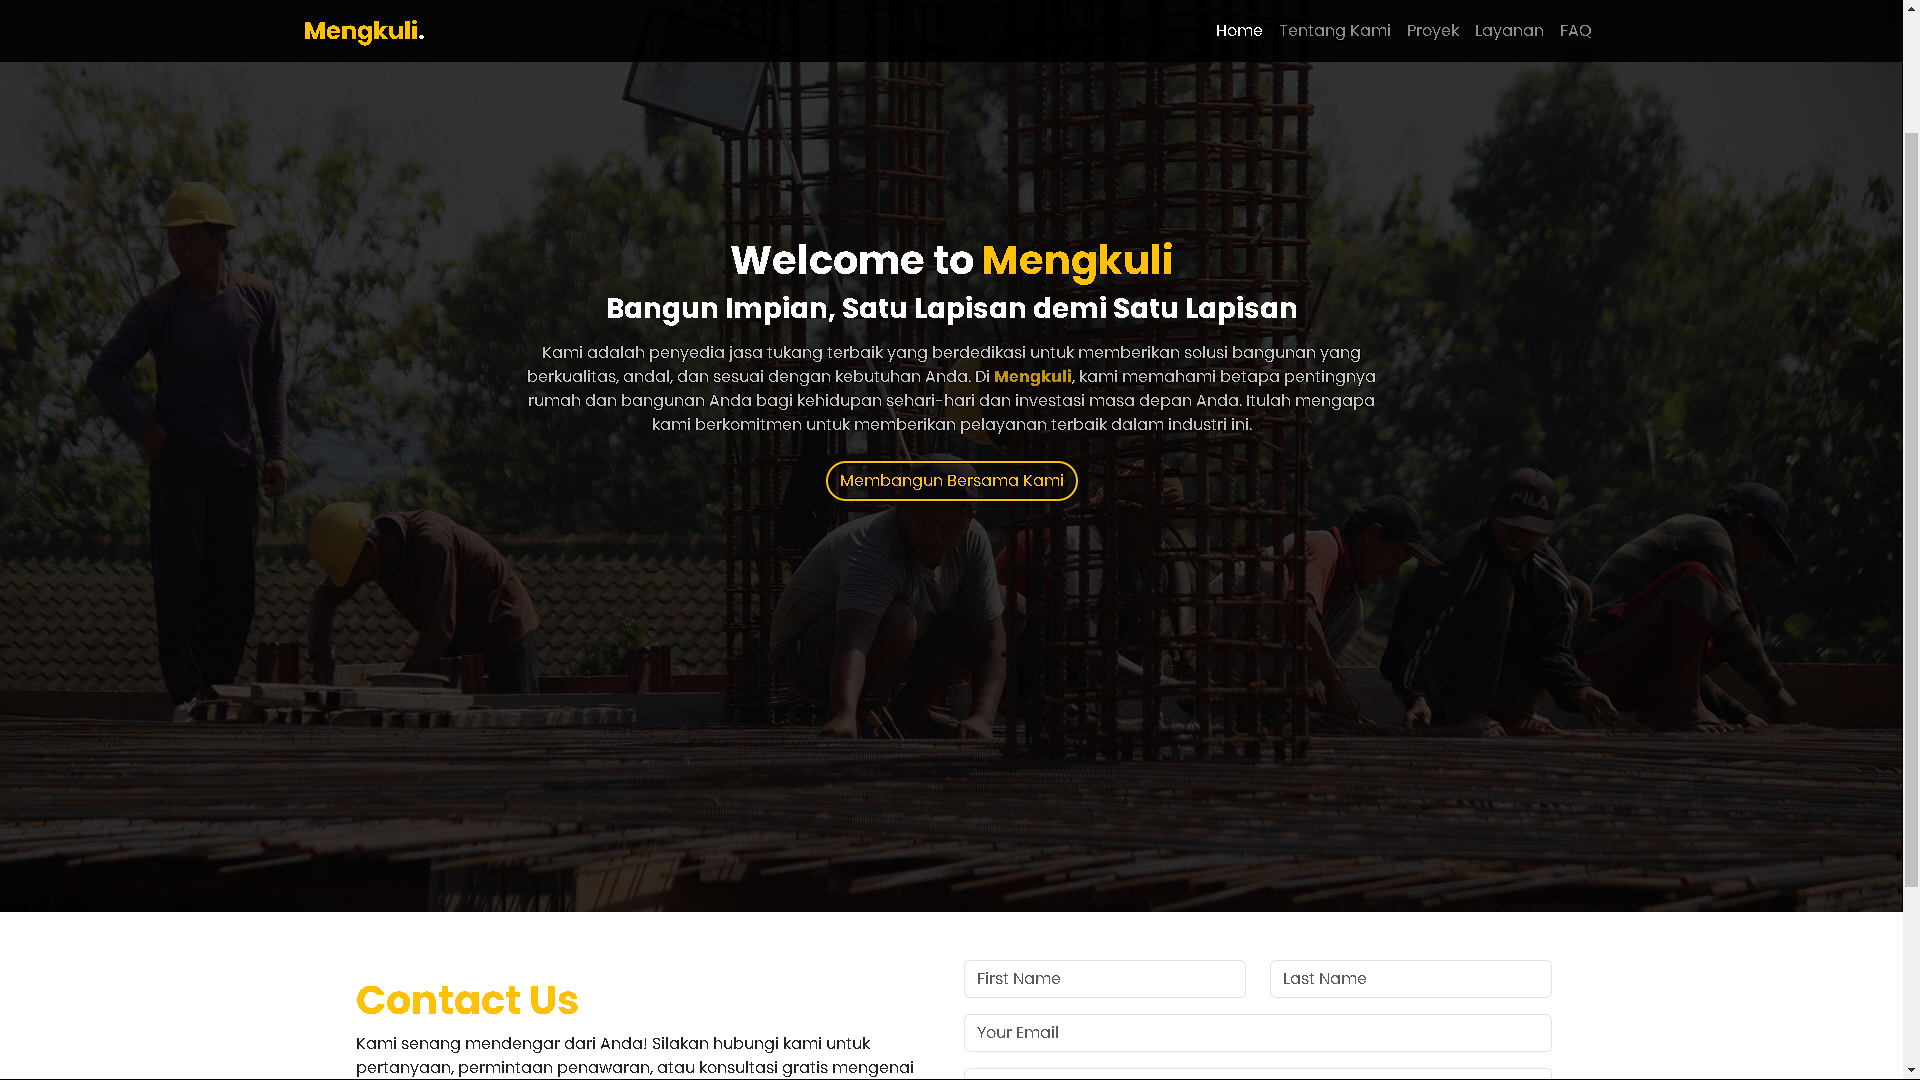 Mengkuli.
Home Tentang Kami Proyek Layanan FAQ
Welcome to Mengkuli
Bangun Impian, Satu Lapisan demi Satu Lapisan
Kami adalah penyedia jasa tukang terbaik yang berdedikasi untuk memberikan solusi bangunan yang
berkualitas, andal, dan sesuai dengan kebutuhan Anda. Di Mengkuli, kami memahami betapa pentingnya
rumah dan bangunan Anda bagi kehidupan sehari-hari dan investasi masa depan Anda. Itulah mengapa
kami berkomitmen untuk memberikan pelayanan terbaik dalam industri ini.
Membangun Bersama Kami
FILA
Contact Us
Kami senang mendengar dari Anda! Silakan hubungi kami untuk
pertanyaan, permintaan penawaran, atau konsultasi gratis mengenai
First Name
Last Name
Your Email